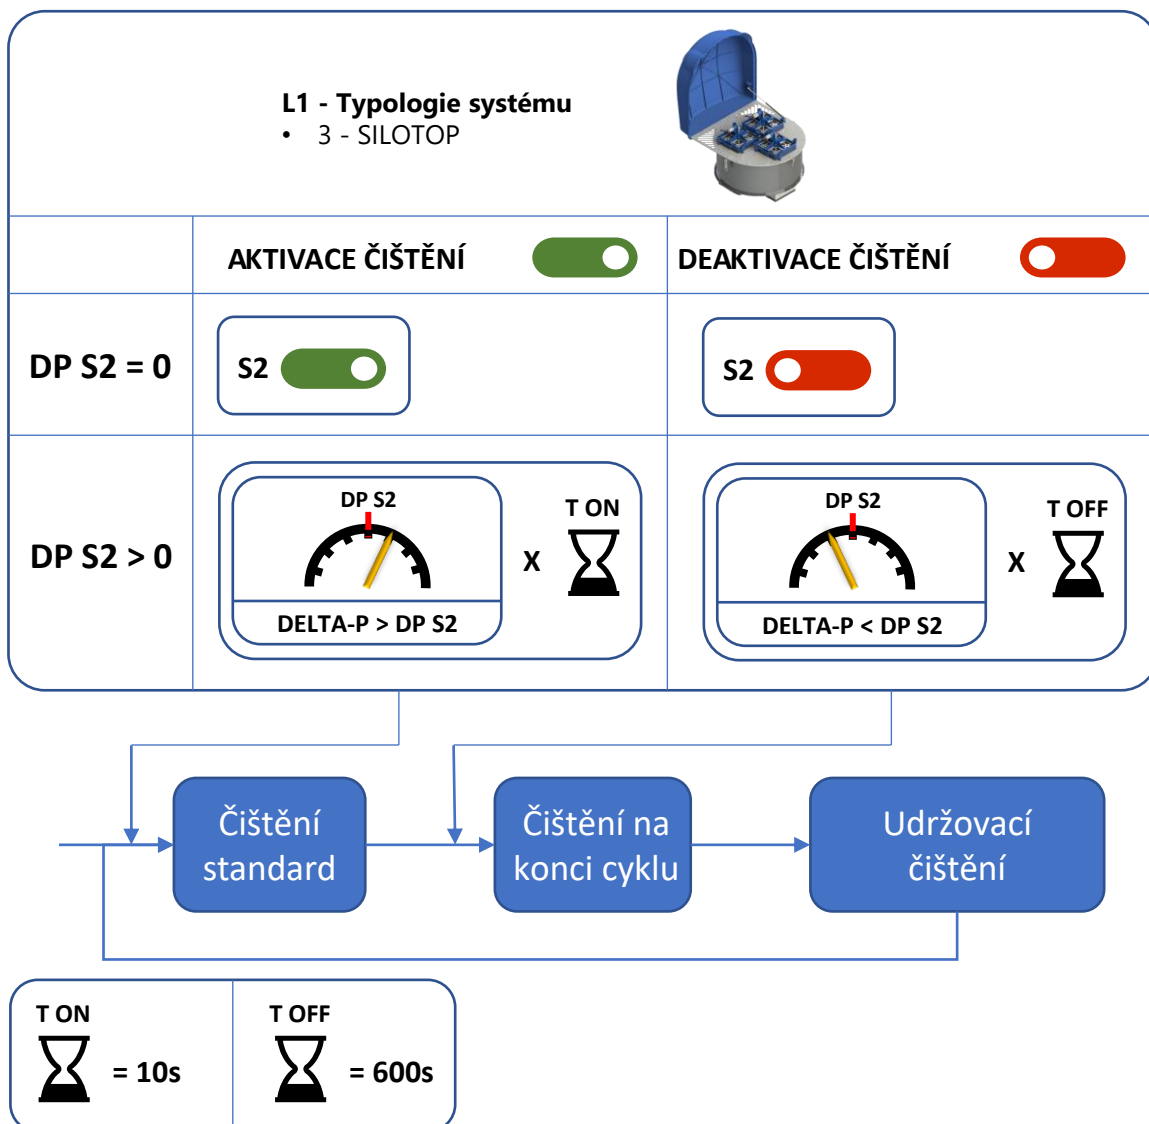 L1 - Typologie systému
• 3 - SILOTOP
AKTIVACE ČIŠTĚNÍ
DEAKTIVACE ČIŠTĚNÍ
DP S2 = 0
S2
S2
DP S2 > 0
DP S2
DELTA-P > DP S2
X
T ON
DP S2
DELTA-P < DP S2
X
T OFF
Čištění
standard
Čištění na
konci cyklu
Udržovací
čištění
T ON
= 10s
T OFF
= 600s